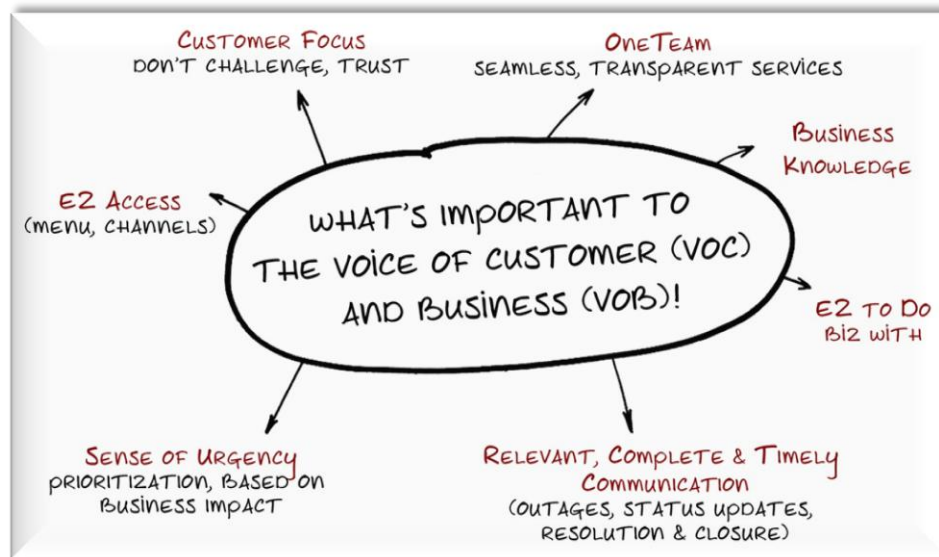 Customer Focus
Don't challenge, trust
OneTeam
Seamless, transparent services
Business
Knowledge
EZ Access
(menu, channels)
What's important to
the voice of customer (VOC)
and business (VOB)!
EZ to Do
Biz with
Sense of Urgency
Prioritization, based on
business impact
Relevant, Complete & Timely
Communication
(outages, status updates,
resolution & closure)